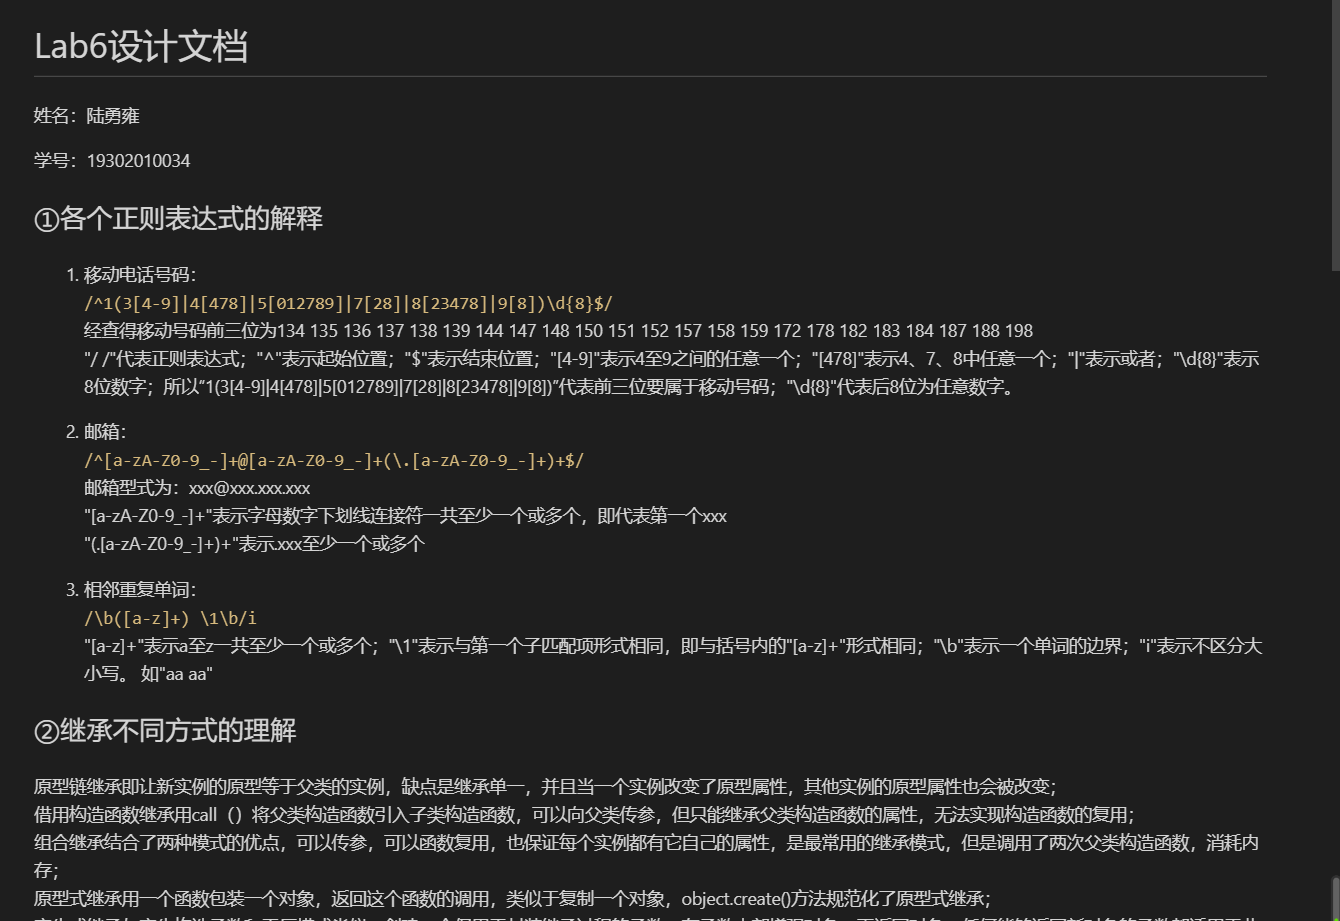 Lab6设计文档
姓名：陆勇雍
学号：19302010034
①各个正则表达式的解释
1. 移动电话号码：
/^1(3[4-9]|4[478]|5[012789]|7[28]|8[23478]|9[8])\d{8}$/
经查得移动号码前三位为134 135 136 137 138 139 144 147 148 150 151 152 157 158 159 172 178 182 183 184 187 188 198
"/ /"代表正则表达式；"^"表示起始位置；"$"表示结束位置；"[4-9]"表示4至9之间的任意一个；"[478]"表示4、7、8中任意一个；"|"表示或者；"\d{8}"表示
8位数字；所以“1(3[4-9]|4[478]|5[012789]|7[28]|8[23478]|9[8])”代表前三位要属于移动号码；"\d{8}"代表后8位为任意数字。
2. 邮箱：
/^[a-zA-Z0-9_-]+@[a-zA-Z0-9_-]+(\.[a-zA-Z0-9_-]+)+$/
邮箱型式为：xxx@xxx.xxx.xxx
"[a-zA-Z0-9_-]+"表示字母数字下划线连接符一共至少一个或多个，即代表第一个xxx
"(.[a-zA-Z0-9_-]+)+"表示.xxx至少一个或多个
3. 相邻重复单词：
/\b([a-z]+) \1\b/i
"[a-z]+"表示a至z一共至少一个或多个；"\1"表示与第一个子匹配项形式相同，即与括号内的"[a-z]+"形式相同；"\b"表示一个单词的边界；"i"表示不区分大
小写。 如"aa aa"
②继承不同方式的理解
原型链继承即让新实例的原型等于父类的实例，缺点是继承单一，并且当一个实例改变了原型属性，其他实例的原型属性也会被改变；
借用构造函数继承用call（）将父类构造函数引入子类构造函数，可以向父类传参，但只能继承父类构造函数的属性，无法实现构造函数的复用；
组合继承结合了两种模式的优点，可以传参，可以函数复用，也保证每个实例都有它自己的属性，是最常用的继承模式，但是调用了两次父类构造函数，消耗内
存；
原型式继承用一个函数包装一个对象，返回这个函数的调用，类似于复制一个对象，object.create()方法规范化了原型式继承；